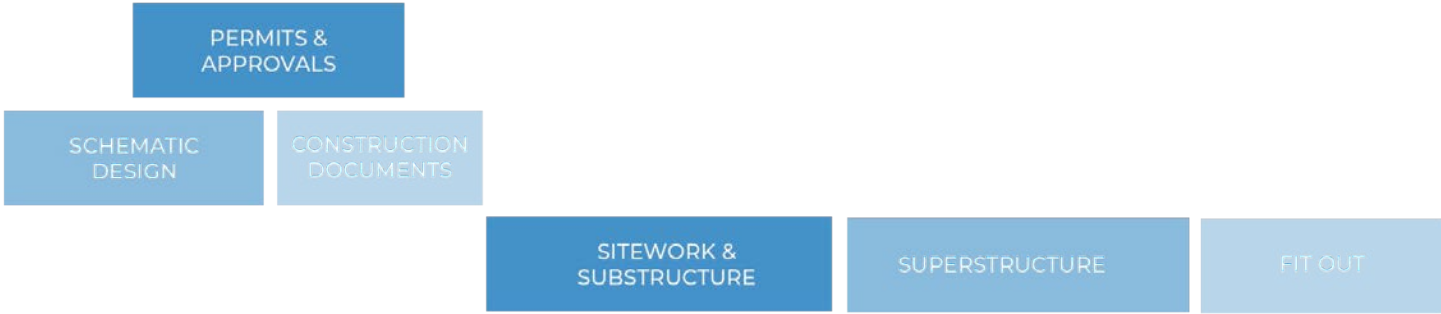 PERMITS &
APPROVALS
SCHEMATIC
DESIGN
CONSTRUCTION
DOCUMENTS
SITEWORK &
SUBSTRUCTURE
SUPERSTRUCTURE
FIT OUT